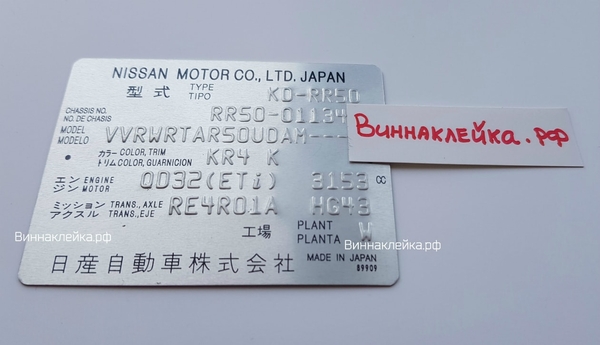 NISSAN MOTOR CO., LTD. JAPAN
型式 TYPE TIPO KD-RR50
CHASSIS NO. NO. DE CHASIS RR50-01134
MODEL MODELO VVRWRTAR50UDAM----
カラー COLOR, TRIM トリム COLOR, GUARNICION KR4 K
エンジン ENGINE MOTOR QD32(ETi) 3153 CC
ミッション TRANS., AXLE アクスル TRANS., EJE RE4R01A HG43
工場 PLANT PLANTA W
日産自動車株式会社 MADE IN JAPAN
89909
Виннаклейка.рф
Виннаклейка.рф
Виннаклейка.рф